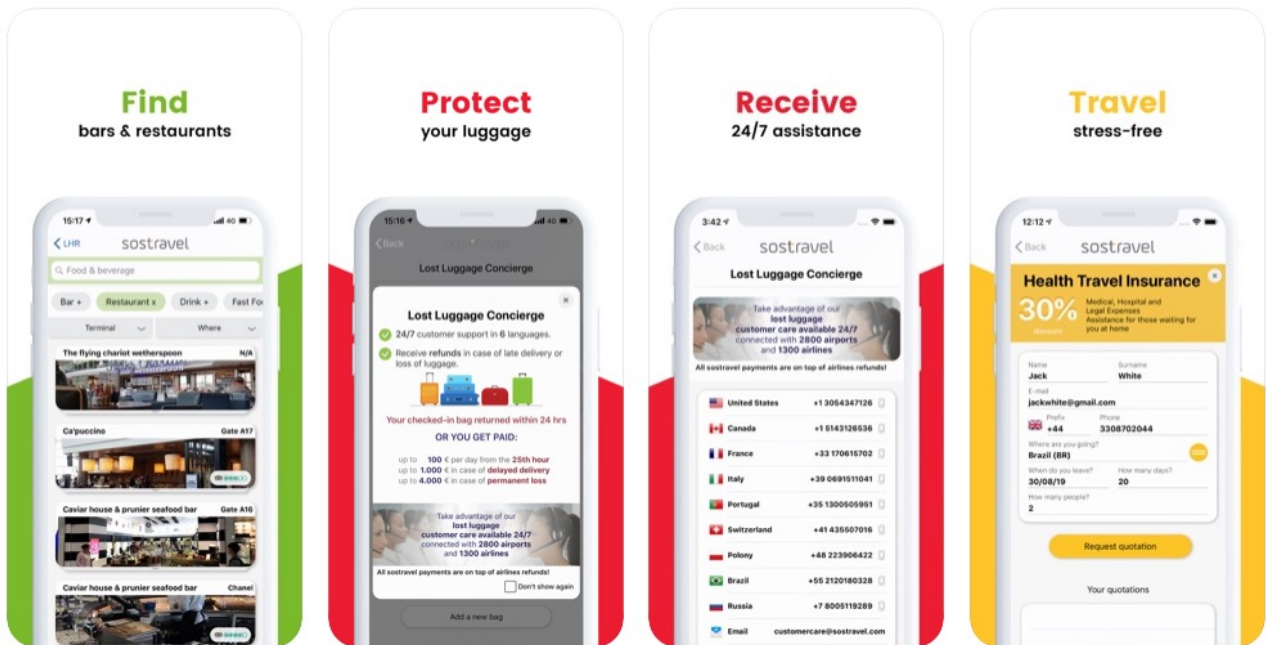 Find
bars & restaurants
15:17
4G
LHR
sostravel
Food & beverage
Bar +
Restaurant x
Drink +
Fast Fo
Terminal
Where
The flying chariot wetherspoon
N/A
Ca'puccino
Gate A17
Caviar house & prunier seafood bar
Gate A16
Caviar house & prunier seafood bar
Chanel
Protect
your luggage
15:16
4G
Back
sostravel
Lost Luggage Concierge
Lost Luggage Concierge
24/7 customer support in 6 languages.
Receive refunds in case of late delivery or
loss of luggage.
Your checked-in bag returned within 24 hrs
OR YOU GET PAID:
up to 100 € per day from the 25th hour
up to 1.000 € in case of delayed delivery
up to 4.000 € in case of permanent loss
Take advantage of our
lost luggage
customer care available 24/7
connected with 2800 airports
and 1300 airlines
All sostravel payments are on top of airlines refunds!
Don't show again
Add a new bag
Receive
24/7 assistance
3:42
Back
sostravel
Lost Luggage Concierge
Take advantage of our
lost luggage
customer care available 24/7
connected with 2800 airports
and 1300 airlines
All sostravel payments are on top of airlines refunds!
United States +1 3054347126
Canada +1 5143126536
France +33 170615702
Italy +39 0691511041
Portugal +35 1300505951
Switzerland +41 435507016
Polony +48 223906422
Brazil +55 2120180328
Russia +7 8005119289
Email customercare@sostravel.com
Travel
stress-free
12:12
Back
sostravel
Health Travel Insurance
30%
discount
Medical, Hospital and
Legal Expenses
Assistance for those waiting for
you at home
Name
Surname
Jack
White
E-mail
jackwhite@gmail.com
Prefix
Phone
+44
3308702044
Where are you going?
Brazil (BR)
When do you leave?
How many days?
30/08/19
20
How many people?
2
Request quotation
Your quotations